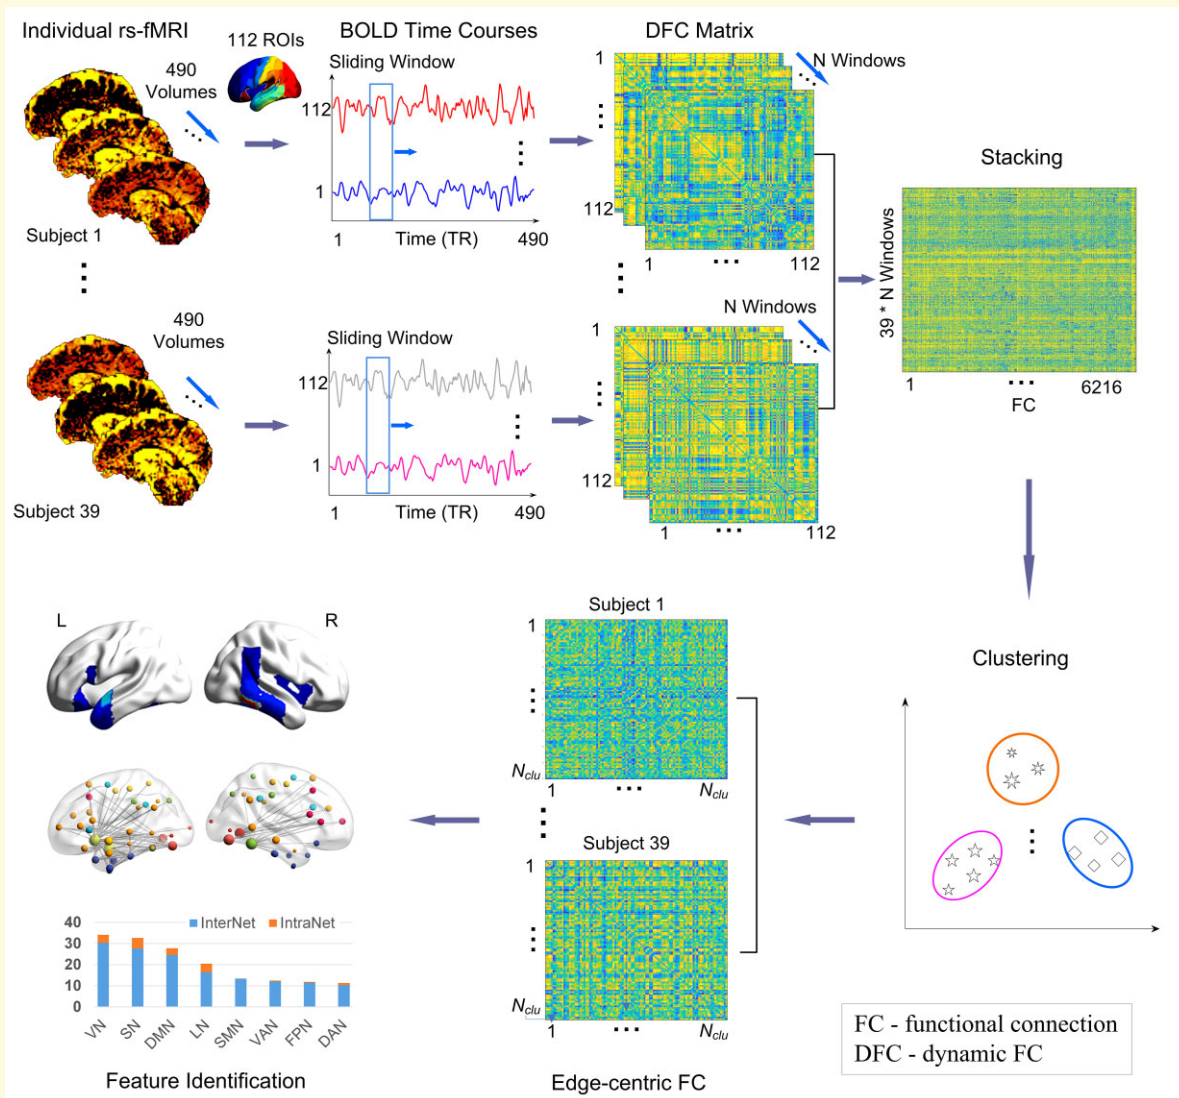 Individual rs-fMRI
BOLD Time Courses
DFC Matrix
112 ROIs
490
Volumes
Sliding Window
112
1
1
Time (TR)
490
Subject 1
1
N Windows
112
1
112
Stacking
39 * N Windows
1
6216
FC
490
Volumes
Sliding Window
112
1
1
Time (TR)
490
Subject 39
N Windows
1
112
1
112
Clustering
Subject 1
1
N_clu
1
N_clu
Subject 39
1
N_clu
1
N_clu
Edge-centric FC
L
R
InterNet
IntraNet
40
30
20
10
0
VN
SN
DMN
LN
SMN
VAN
FPN
DAN
Feature Identification
FC - functional connection
DFC - dynamic FC